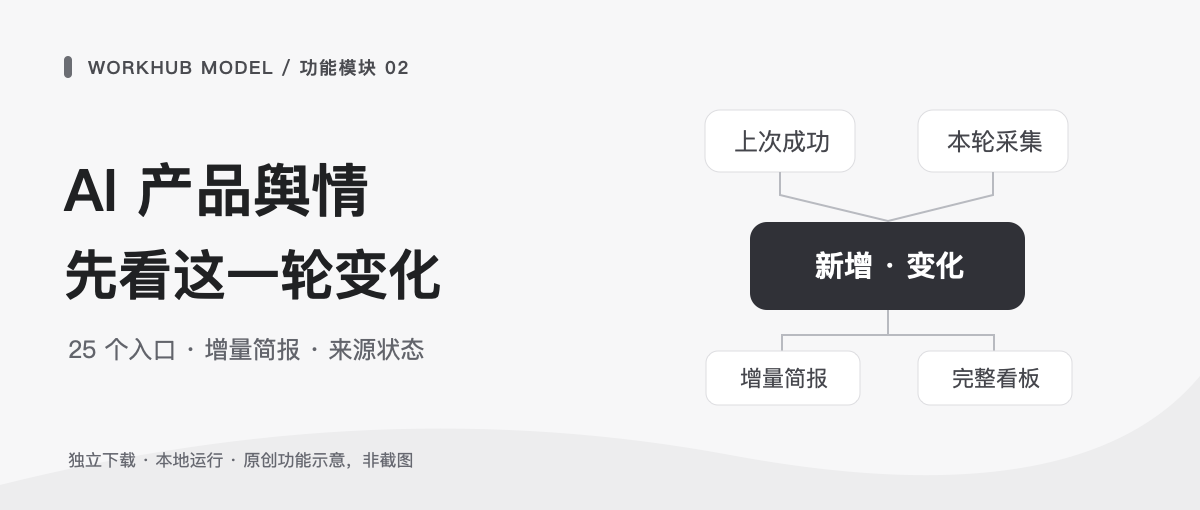 WORKHUB MODEL / 功能模块 02
AI 产品舆情
先看这一轮变化
25 个入口 · 增量简报 · 来源状态
独立下载 · 本地运行 · 原创功能示意，非截图
上次成功
本轮采集
新增 · 变化
增量简报
完整看板